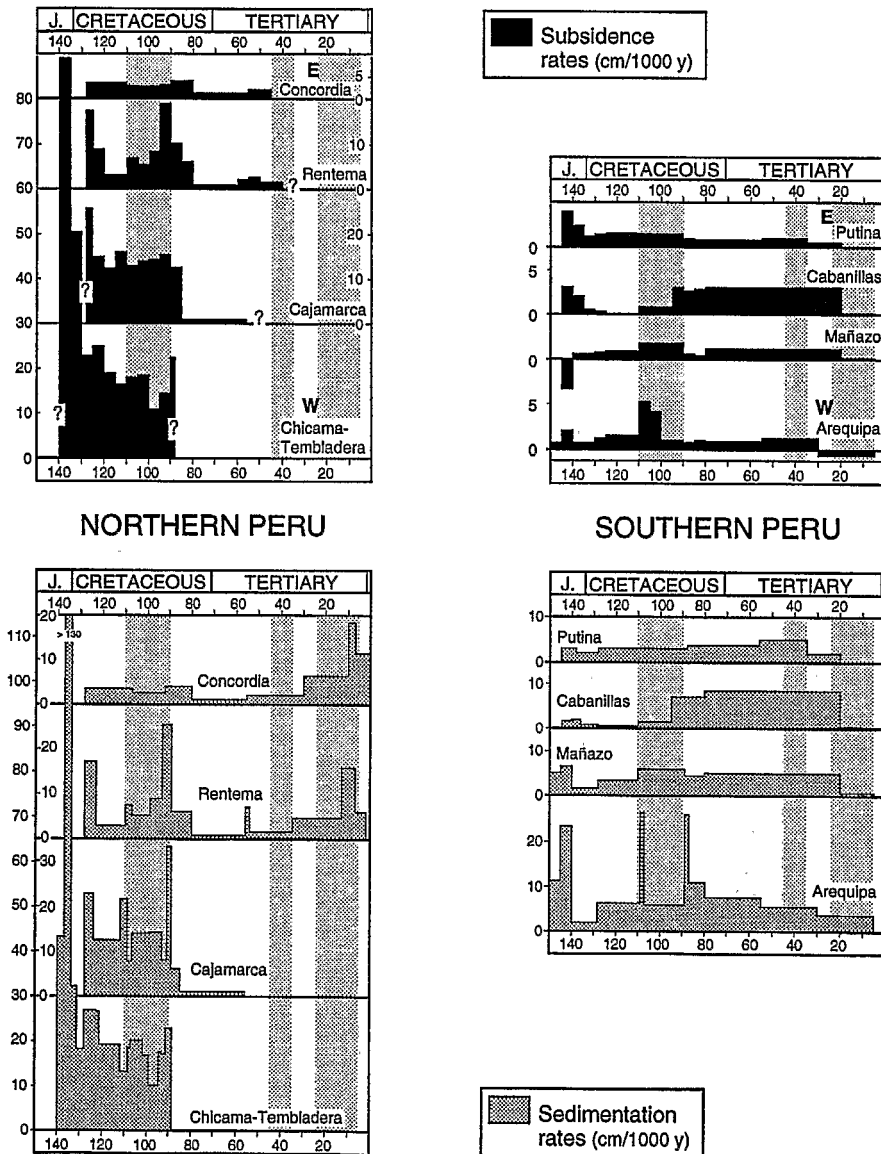 J. CRETACEOUS TERTIARY
140 120 100 80 60 40 20
E 5
Concordia
80 0
70 10
Rentema
60 ? 0
50 20
40 ? 10
Cajamarca
30 ? 0
20
10 ? W
? Chicama-
Tembladera
0
140 120 100 80 60 40 20
Subsidence
rates (cm/1000 y)
J. CRETACEOUS TERTIARY
140 120 100 80 60 40 20
E
0 Putina
5 Cabanillas
0
Mañazo
0
5 W
Arequipa
0
140 120 100 80 60 40 20
NORTHERN PERU
SOUTHERN PERU
J. CRETACEOUS TERTIARY
140 120 100 80 60 40 20
20
110 > 130
10
100 Concordia
0
90
20
80
10 Rentema
70
0
60
30
50
20
40 10
Cajamarca
30 0
20
10
Chicama-Tembladera
0
140 120 100 80 60 40 20
J. CRETACEOUS TERTIARY
140 120 100 80 60 40 20
10
Putina
0
10
Cabanillas
0
10
Mañazo
0
20
10 Arequipa
0
140 120 100 80 60 40 20
Sedimentation
rates (cm/1000 y)